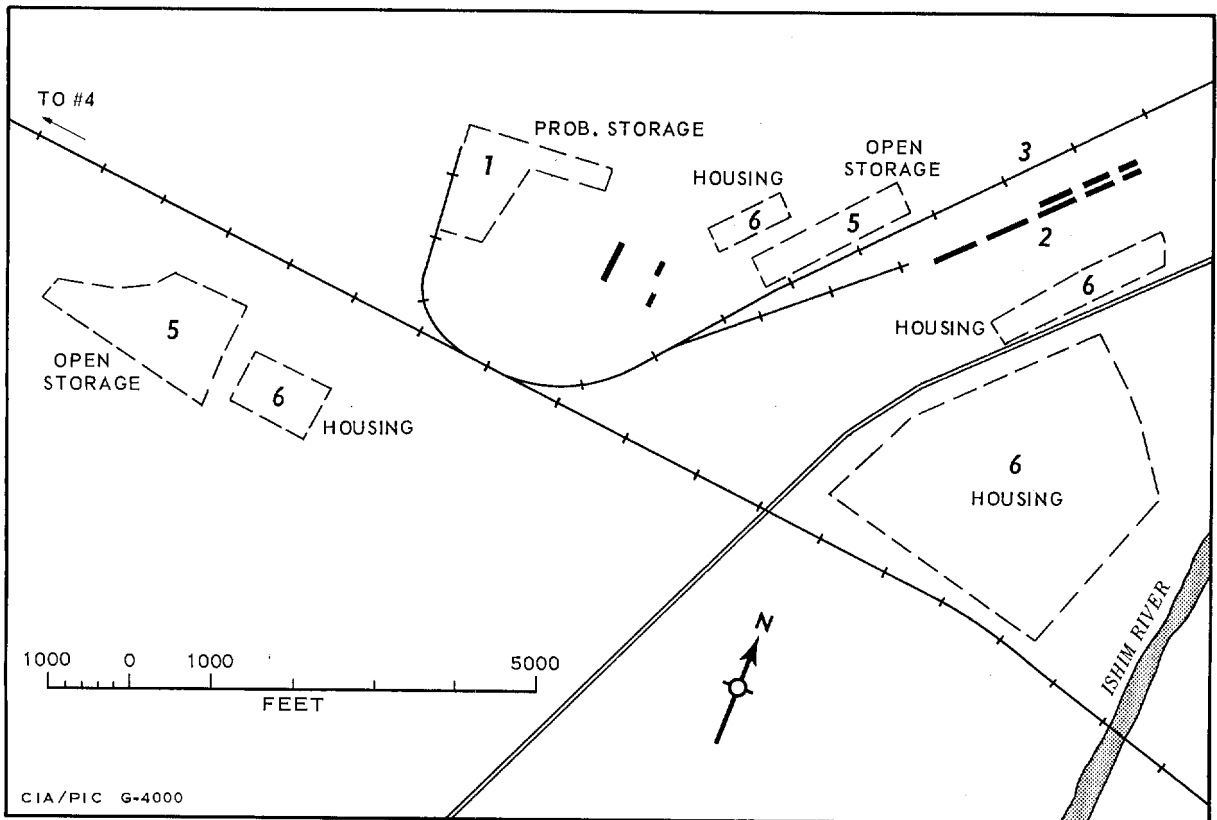 TO #4
PROB. STORAGE
1
HOUSING
6
OPEN
STORAGE
5
3
2
6
HOUSING
5
OPEN
STORAGE
6
HOUSING
6
HOUSING
ISHIM RIVER
N
1000 0 1000 5000
FEET
CIA/PIC G-4000